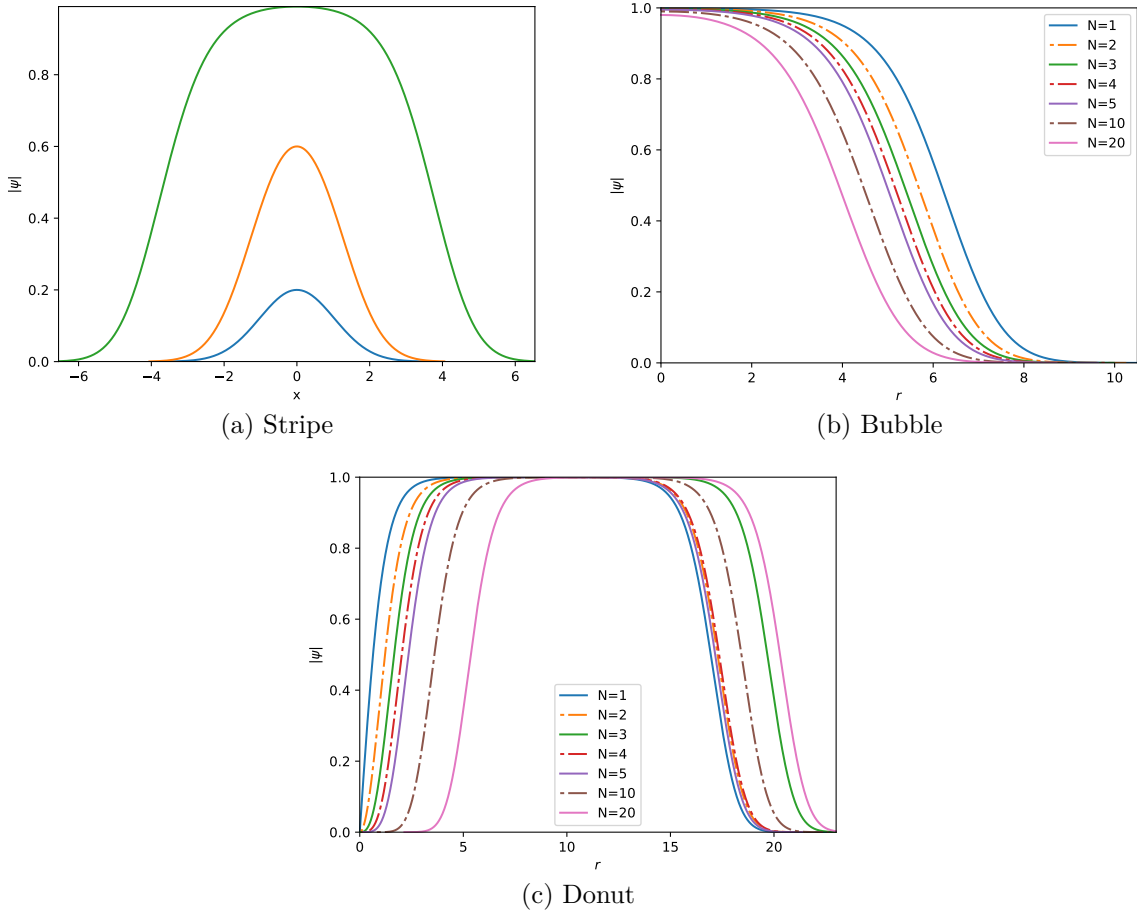 0.8
0.6
0.4
0.2
0.0
|ψ|
−6 −4 −2 0 2 4 6
x
(a) Stripe
1.0
0.8
0.6
0.4
0.2
0.0
|ψ|
N=1
N=2
N=3
N=4
N=5
N=10
N=20
0 2 4 6 8 10
r
(b) Bubble
1.0
0.8
0.6
0.4
0.2
0.0
|ψ|
N=1
N=2
N=3
N=4
N=5
N=10
N=20
0 5 10 15 20
r
(c) Donut